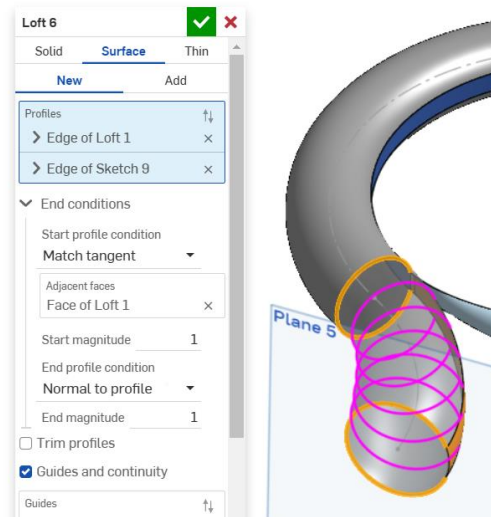 Loft 6
Solid Surface Thin
New Add
Profiles
Edge of Loft 1
Edge of Sketch 9
End conditions
Start profile condition
Match tangent
Adjacent faces
Face of Loft 1
Start magnitude 1
End profile condition
Normal to profile
End magnitude 1
Trim profiles
Guides and continuity
Guides
Plane 5